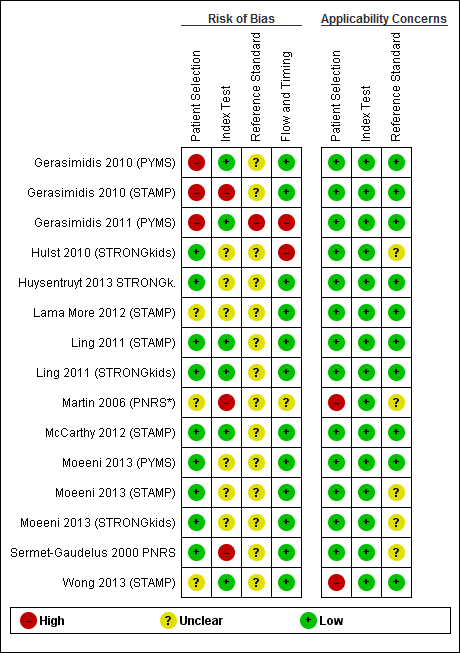 Risk of Bias Applicability Concerns
Patient Selection Index Test Reference Standard Flow and Timing Patient Selection Index Test Reference Standard
Gerasimidis 2010 (PYMS) – + ? + + + +
Gerasimidis 2010 (STAMP) – – ? + + + +
Gerasimidis 2011 (PYMS) – + – – + + +
Hulst 2010 (STRONGkids) + ? ? – + + ?
Huysentruyt 2013 STRONGk. + ? ? + + + +
Lama More 2012 (STAMP) ? ? ? + + + +
Ling 2011 (STAMP) + + ? + + + +
Ling 2011 (STRONGkids) + + ? + + + +
Martin 2006 (PNRS*) ? – ? ? – + ?
McCarthy 2012 (STAMP) + + ? + + + +
Moeeni 2013 (PYMS) + ? ? + + + +
Moeeni 2013 (STAMP) + ? ? + + + ?
Moeeni 2013 (STRONGkids) + ? ? + + + ?
Sermet-Gaudelus 2000 PNRS + – ? + + + ?
Wong 2013 (STAMP) ? + ? + – + +
– High ? Unclear + Low